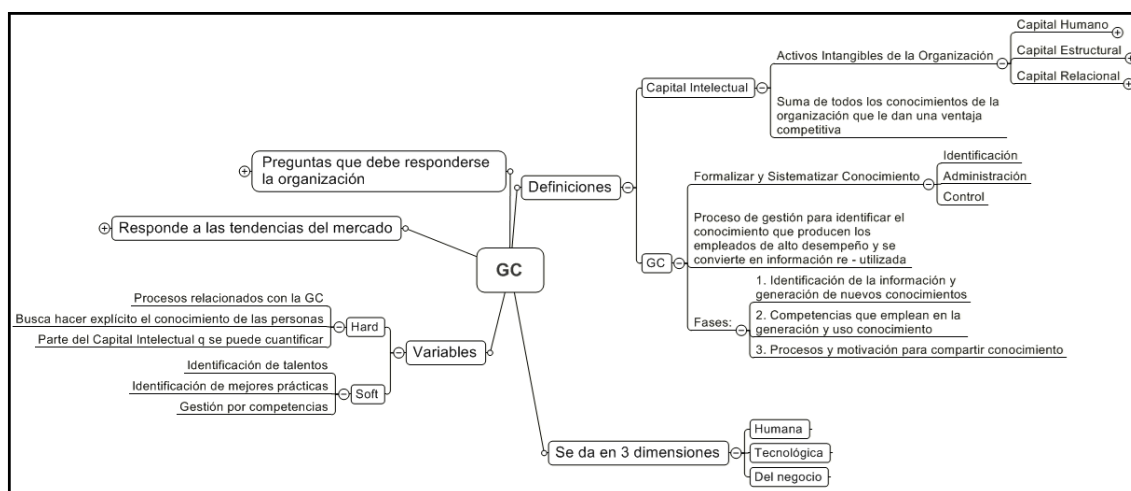 GC
Preguntas que debe responderse
la organización
Responde a las tendencias del mercado
Variables
Hard
Procesos relacionados con la GC
Busca hacer explícito el conocimiento de las personas
Parte del Capital Intelectual q se puede cuantificar
Soft
Identificación de talentos
Identificación de mejores prácticas
Gestión por competencias
Definiciones
Capital Intelectual
Activos Intangibles de la Organización
Capital Humano
Capital Estructural
Capital Relacional
Suma de todos los conocimientos de la
organización que le dan una ventaja
competitiva
GC
Formalizar y Sistematizar Conocimiento
Identificación
Administración
Control
Proceso de gestión para identificar el
conocimiento que producen los
empleados de alto desempeño y se
convierte en información re - utilizada
Fases:
1. Identificación de la información y
generación de nuevos conocimientos
2. Competencias que emplean en la
generación y uso conocimiento
3. Procesos y motivación para compartir conocimiento
Se da en 3 dimensiones
Humana
Tecnológica
Del negocio